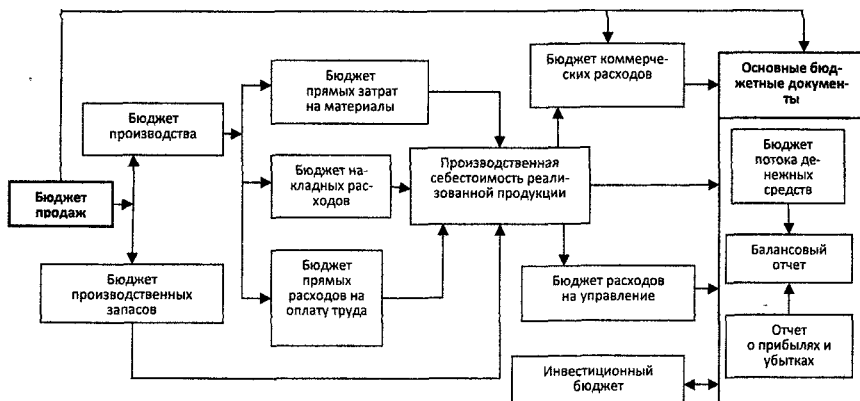 Бюджет
продаж
Бюджет
производства
Бюджет
производственных
запасов
Бюджет
прямых затрат
на материалы
Бюджет на-
кладных рас-
ходов
Бюджет
прямых
расходов на
оплату труда
Производственная
себестоимость реали-
зованной продукции
Бюджет коммерче-
ских расходов
Бюджет расходов
на управление
Инвестиционный
бюджет
Основные бюд-
жетные докумен-
ты
Бюджет
потока де-
нежных
средств
Балансовый
отчет
Отчет
о прибылях и
убытках